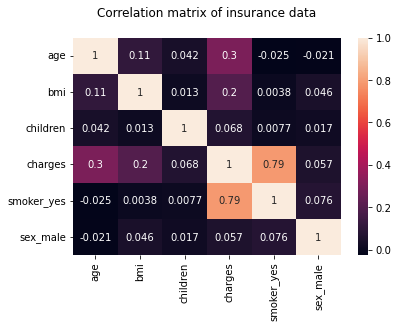 Correlation matrix of insurance data
age 1 0.11 0.042 0.3 -0.025 -0.021
bmi 0.11 1 0.013 0.2 0.0038 0.046
children 0.042 0.013 1 0.068 0.0077 0.017
charges 0.3 0.2 0.068 1 0.79 0.057
smoker_yes -0.025 0.0038 0.0077 0.79 1 0.076
sex_male -0.021 0.046 0.017 0.057 0.076 1
age bmi children charges smoker_yes sex_male
1.0
0.8
0.6
0.4
0.2
0.0